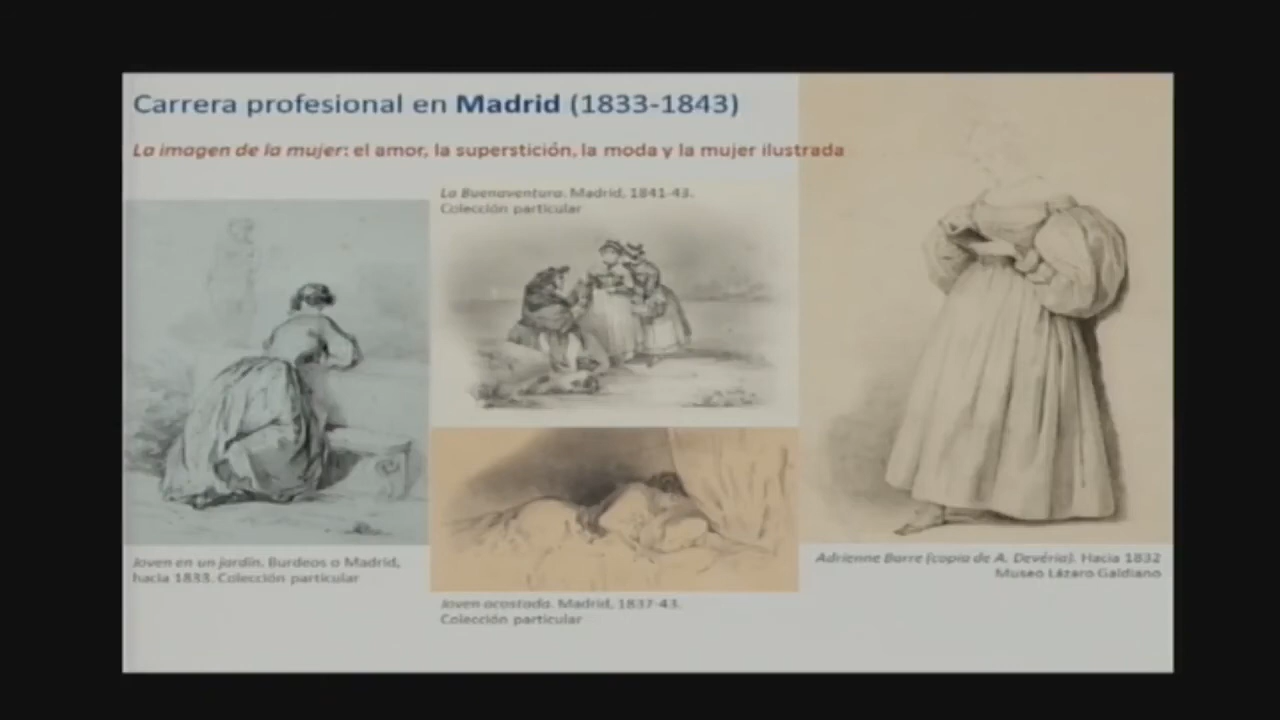 Carrera profesional en Madrid (1833-1843)
La imagen de la mujer: el amor, la superstición, la moda y la mujer ilustrada
La Buenaventura. Madrid, 1841-43.
Colección particular
Joven en un jardín. Burdeos o Madrid,
hacia 1833. Colección particular
Joven acostada. Madrid, 1837-43.
Colección particular
Adrienne Barre (copia de A. Devéria). Hacia 1832
Museo Lázaro Galdiano